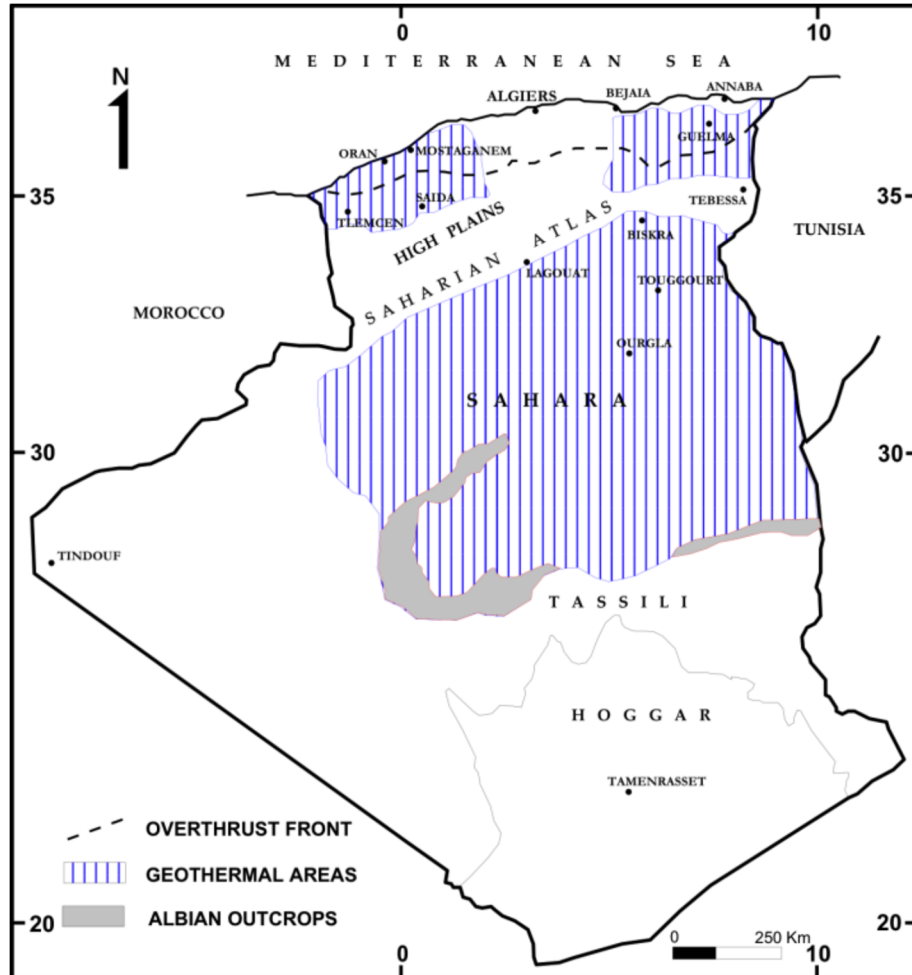 0
10
N
MEDITERRANEAN SEA
ALGIERS
BEJAIA
ANNABA
ORAN
MOSTAGANEM
GUELMA
35
SAIDA
TLEMCEN
TEBESSA
35
HIGH PLAINS
BISKRA
TUNISIA
SAHARIAN ATLAS
LAGOUAT
TOUGGOURT
MOROCCO
OURGLA
SAHARA
30
30
TINDOUF
TASSILI
HOGGAR
TAMENRASSET
OVERTHRUST FRONT
GEOTHERMAL AREAS
ALBIAN OUTCROPS
20
0 250 Km
20
0
10